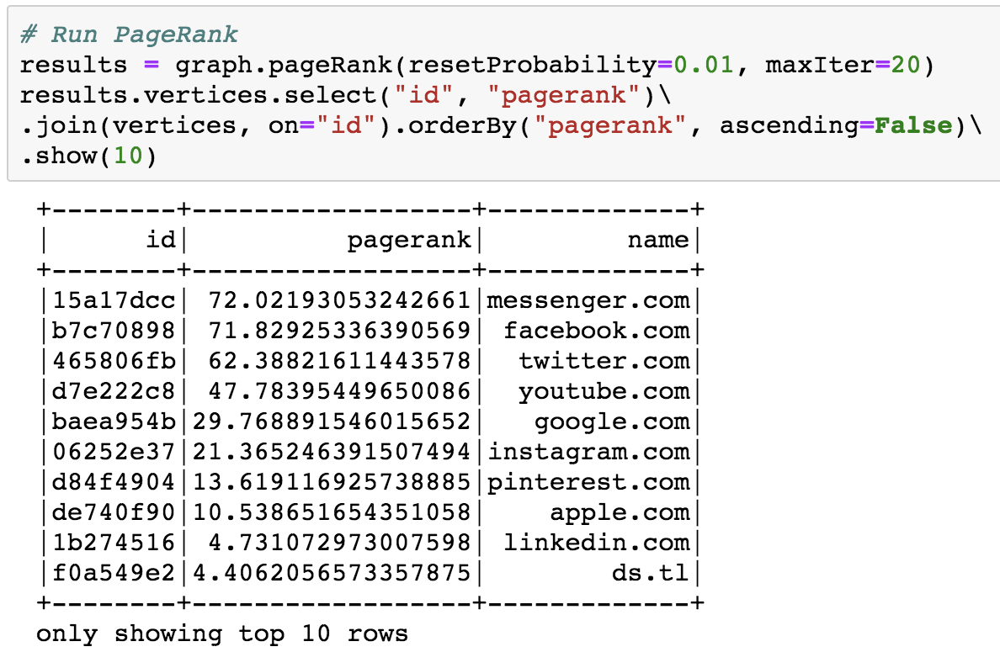 # Run PageRank
results = graph.pageRank(resetProbability=0.01, maxIter=20)
results.vertices.select("id", "pagerank")\
.join(vertices, on="id").orderBy("pagerank", ascending=False)\
.show(10)
+--------+------------------+-------------+
|      id|          pagerank|         name|
+--------+------------------+-------------+
|15a17dcc| 72.02193053242661|messenger.com|
|b7c70898| 71.82925336390569| facebook.com|
|465806fb| 62.38821611443578|  twitter.com|
|d7e222c8| 47.78395449650086|  youtube.com|
|baea954b|29.768891546015652|   google.com|
|06252e37|21.365246391507494|instagram.com|
|d84f4904|13.619116925738885|pinterest.com|
|de740f90|10.538651654351058|    apple.com|
|1b274516| 4.731072973007598| linkedin.com|
|f0a549e2|4.4062056573357875|        ds.tl|
+--------+------------------+-------------+
only showing top 10 rows